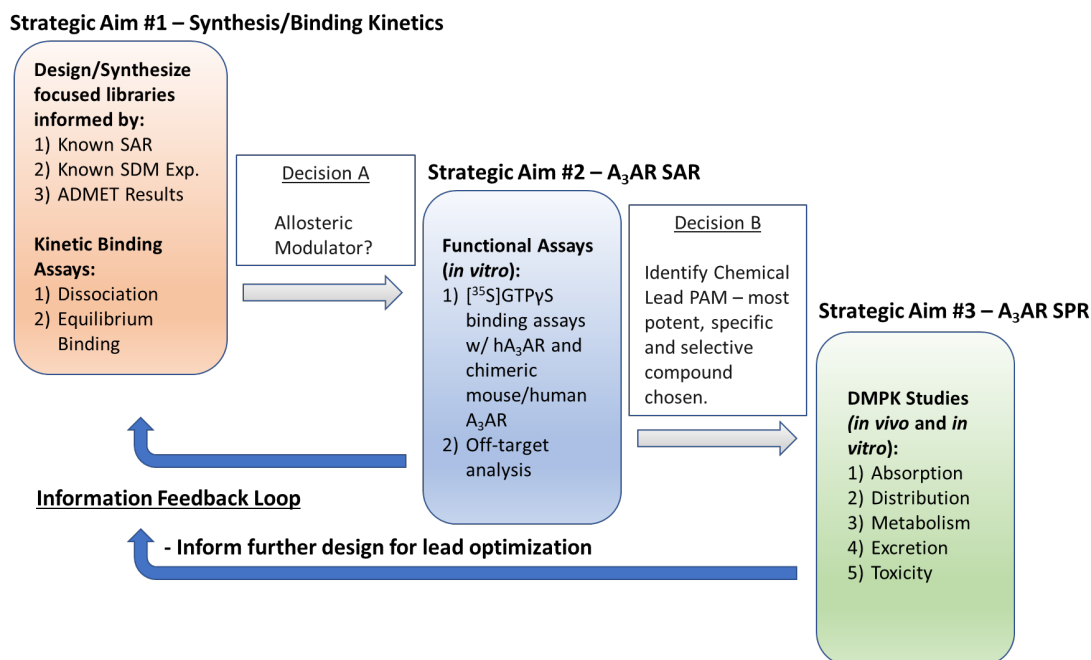 Strategic Aim #1 – Synthesis/Binding Kinetics
Design/Synthesize
focused libraries
informed by:
1) Known SAR
2) Known SDM Exp.
3) ADMET Results
Kinetic Binding
Assays:
1) Dissociation
2) Equilibrium
Binding
Decision A
Allosteric
Modulator?
Strategic Aim #2 – A₃AR SAR
Functional Assays
(in vitro):
1) [³⁵S]GTPγS
binding assays
w/ hA₃AR and
chimeric
mouse/human
A₃AR
2) Off-target
analysis
Decision B
Identify Chemical
Lead PAM – most
potent, specific
and selective
compound
chosen.
Strategic Aim #3 – A₃AR SPR
DMPK Studies
(in vivo and in
vitro):
1) Absorption
2) Distribution
3) Metabolism
4) Excretion
5) Toxicity
Information Feedback Loop
- Inform further design for lead optimization